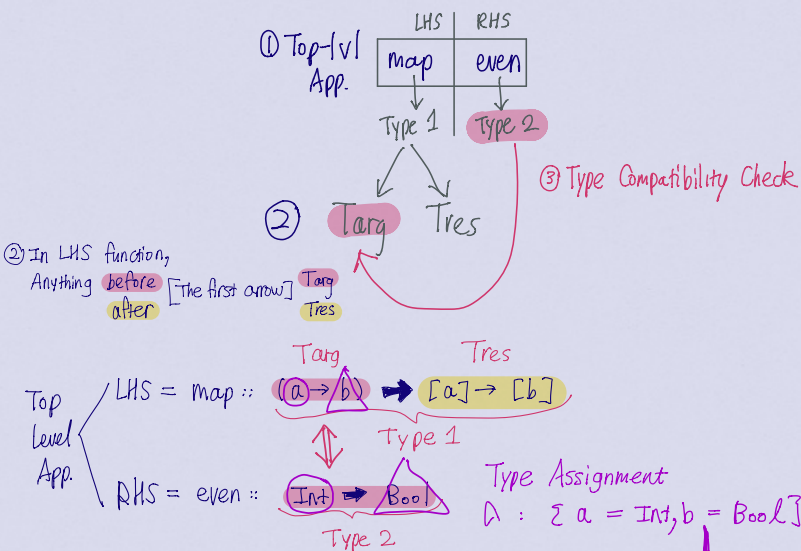 LHS RHS
① Top-lvl App.
map even
Type 1 Type 2
③ Type Compatibility Check
② Targ Tres
② In LHS function,
Anything before [The first arrow] Targ
after Tres
Targ Tres
Top Level App.
LHS = map :: (a → b) → [a] → [b]
Type 1
RHS = even :: Int → Bool
Type 2
Type Assignment
: { a = Int, b = Bool }